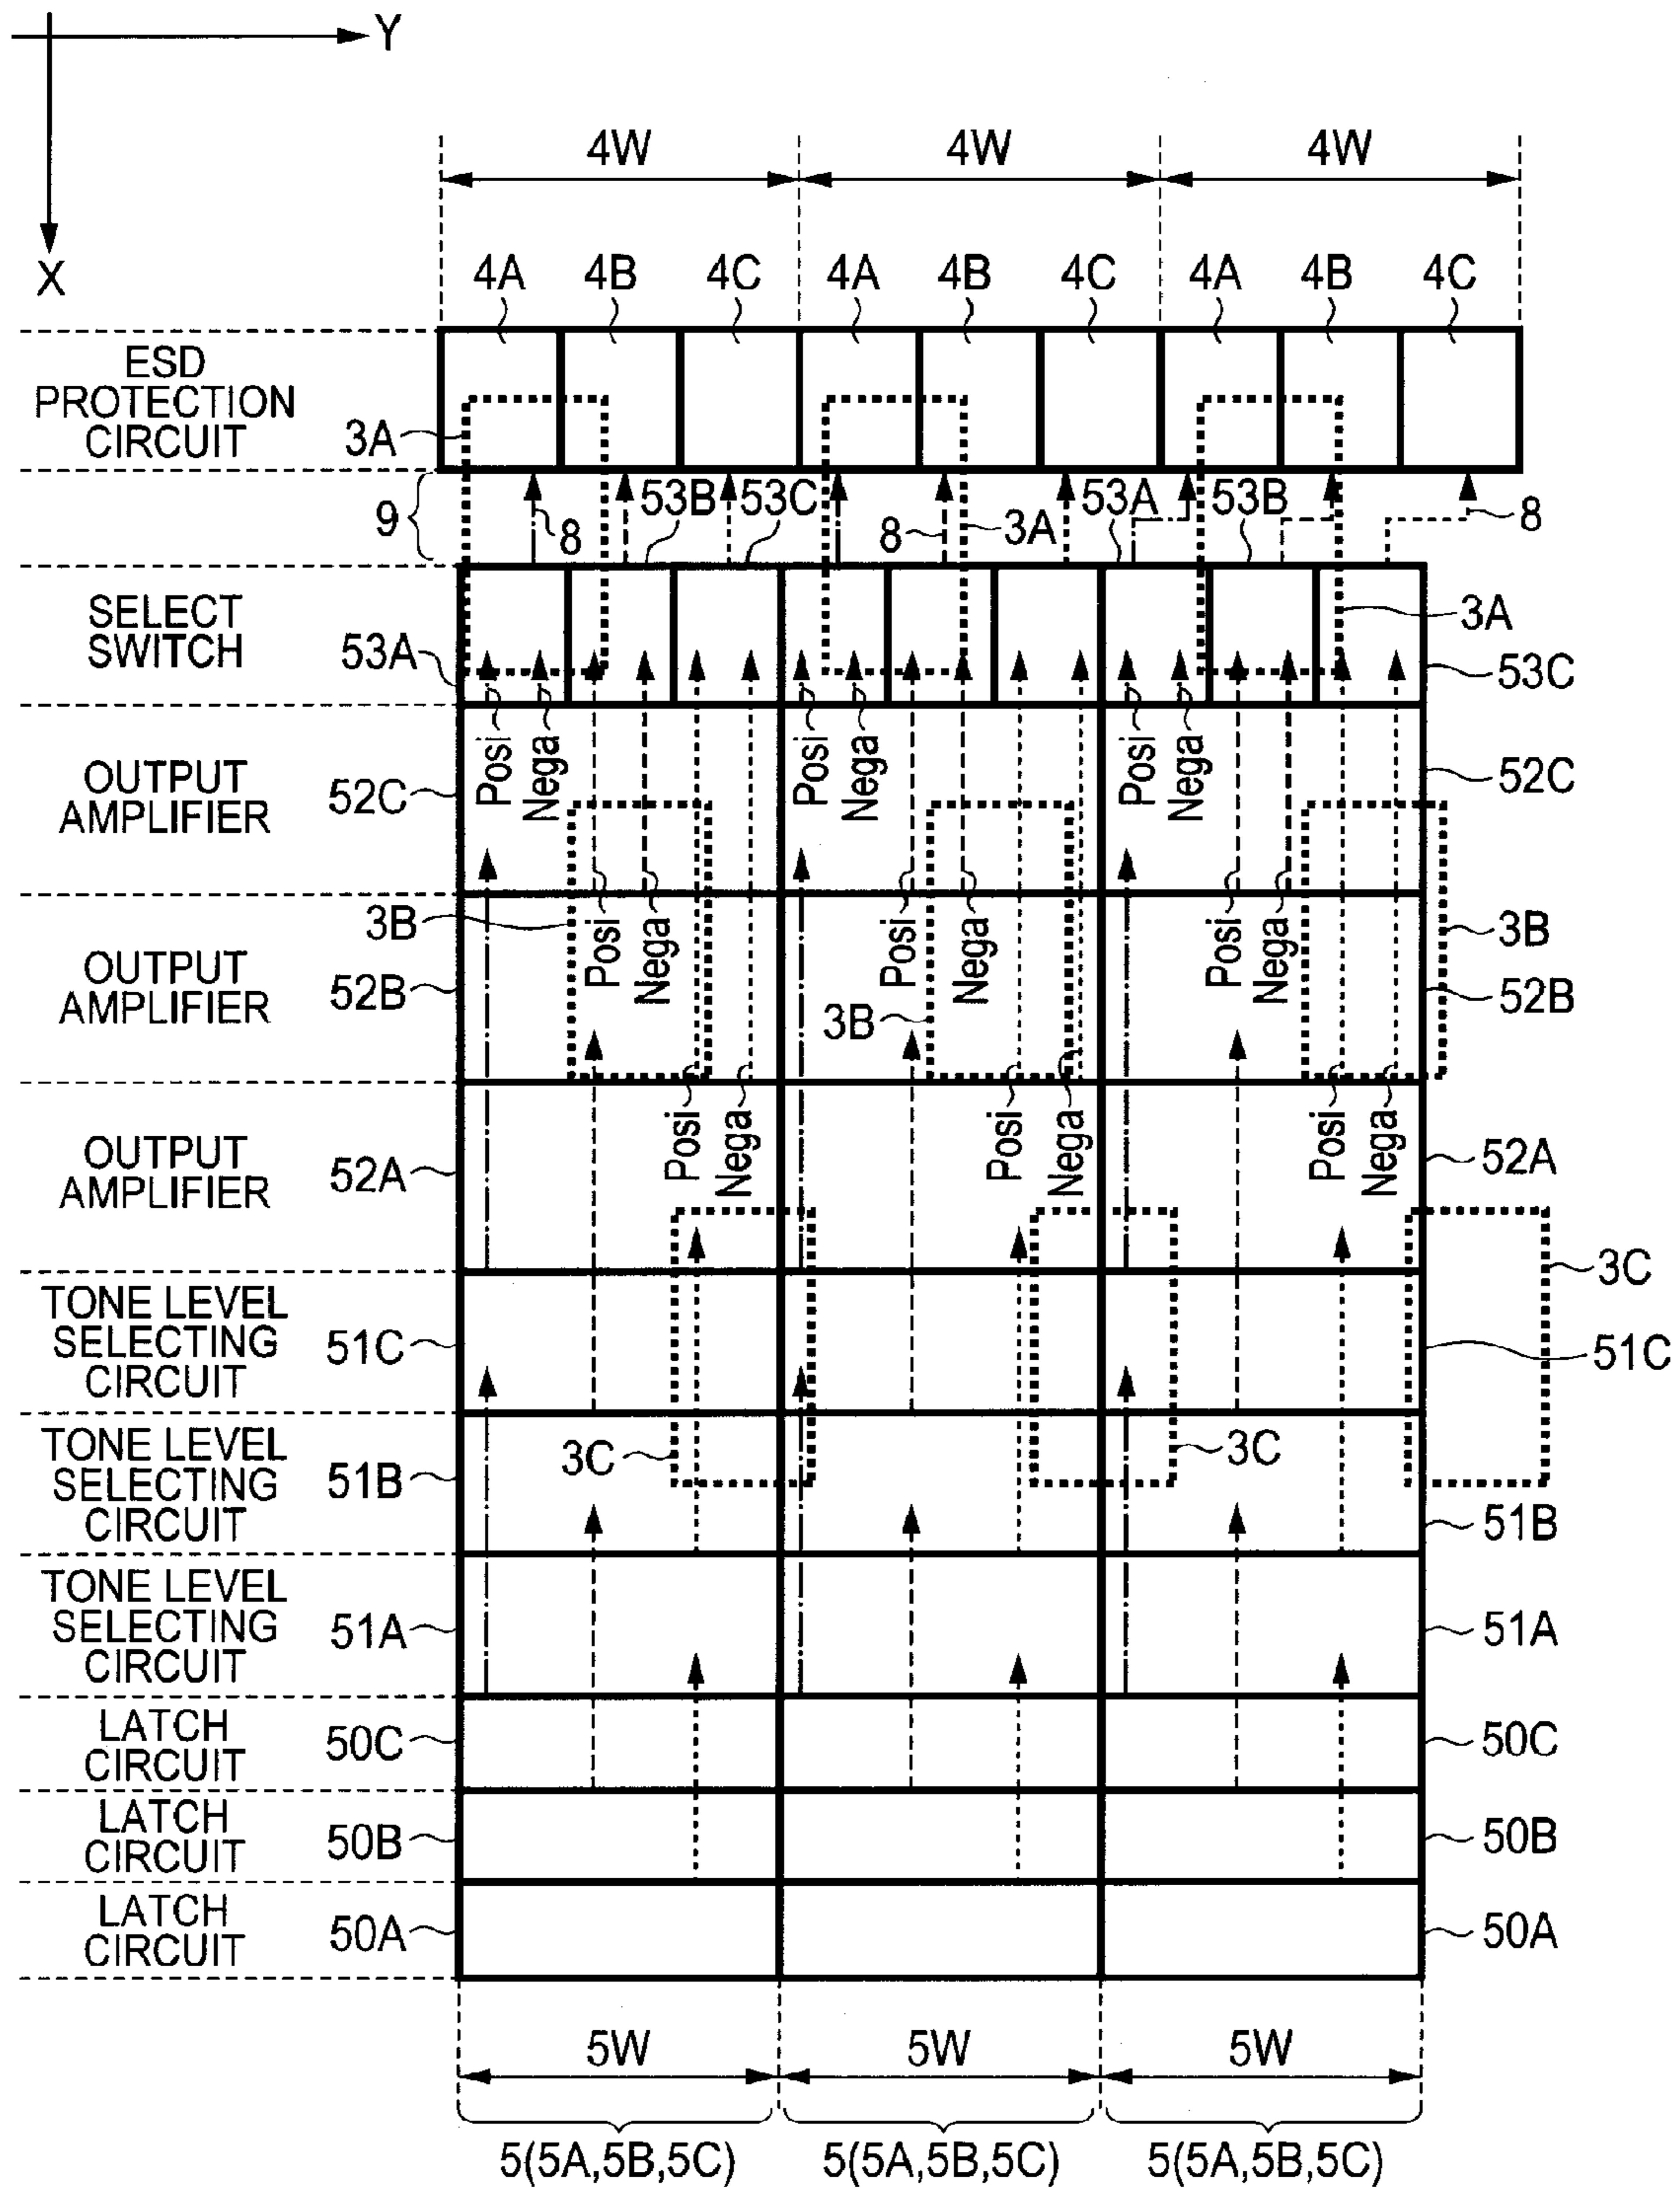 Y
X
4W 4W 4W
4A 4B 4C 4A 4B 4C 4A 4B 4C
ESD
PROTECTION
CIRCUIT
3A
9
8
53B 53C
8
3A
53A 53B
8
SELECT
SWITCH
53A
3A
53C
Posi Nega Posi Nega Posi Nega
OUTPUT
AMPLIFIER
52C
52C
3B
3B
Posi Nega Posi Nega Posi Nega
OUTPUT
AMPLIFIER
52B
3B
52B
Posi Nega Posi Nega Posi Nega
OUTPUT
AMPLIFIER
52A
52A
3C
TONE LEVEL
SELECTING
CIRCUIT
51C
51C
TONE LEVEL
SELECTING
CIRCUIT
51B
3C
3C
51B
TONE LEVEL
SELECTING
CIRCUIT
51A
51A
LATCH
CIRCUIT
50C
50C
LATCH
CIRCUIT
50B
50B
LATCH
CIRCUIT
50A
50A
5W 5W 5W
5(5A,5B,5C) 5(5A,5B,5C) 5(5A,5B,5C)